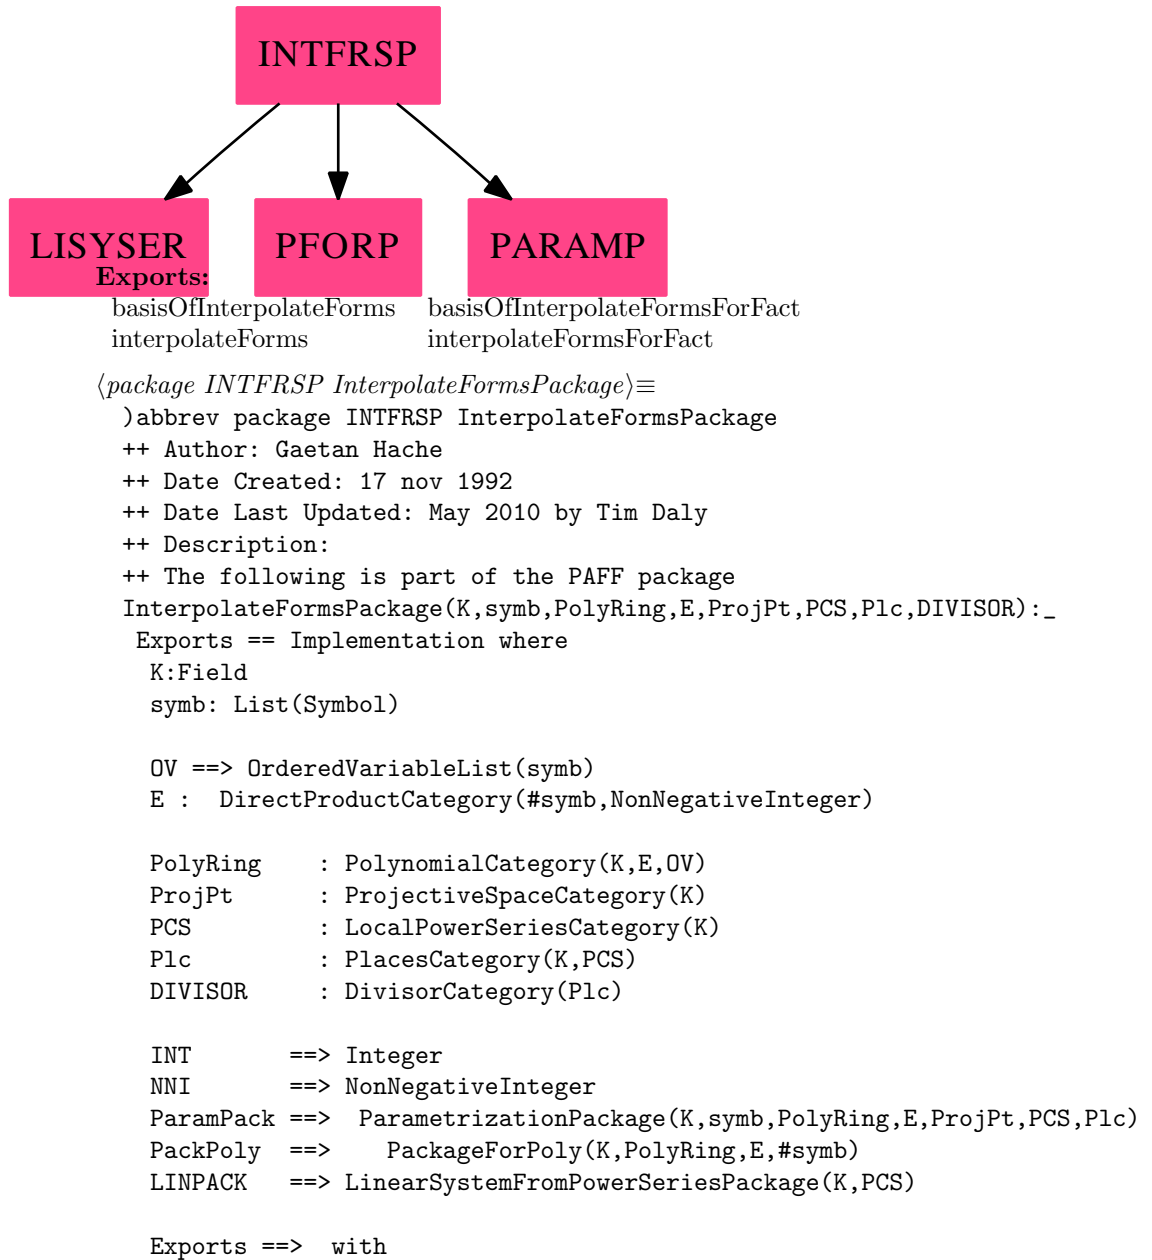 INTFRSP
LISYSER PFORP PARAMP
Exports:
basisOfInterpolateForms basisOfInterpolateFormsForFact
interpolateForms interpolateFormsForFact
⟨package INTFRSP InterpolateFormsPackage⟩≡
)abbrev package INTFRSP InterpolateFormsPackage
++ Author: Gaetan Hache
++ Date Created: 17 nov 1992
++ Date Last Updated: May 2010 by Tim Daly
++ Description:
++ The following is part of the PAFF package
InterpolateFormsPackage(K,symb,PolyRing,E,ProjPt,PCS,Plc,DIVISOR):_
Exports == Implementation where
K:Field
symb: List(Symbol)
OV ==> OrderedVariableList(symb)
E : DirectProductCategory(#symb,NonNegativeInteger)
PolyRing : PolynomialCategory(K,E,OV)
ProjPt : ProjectiveSpaceCategory(K)
PCS : LocalPowerSeriesCategory(K)
Plc : PlacesCategory(K,PCS)
DIVISOR : DivisorCategory(Plc)
INT ==> Integer
NNI ==> NonNegativeInteger
ParamPack ==> ParametrizationPackage(K,symb,PolyRing,E,ProjPt,PCS,Plc)
PackPoly ==> PackageForPoly(K,PolyRing,E,#symb)
LINPACK ==> LinearSystemFromPowerSeriesPackage(K,PCS)
Exports ==> with